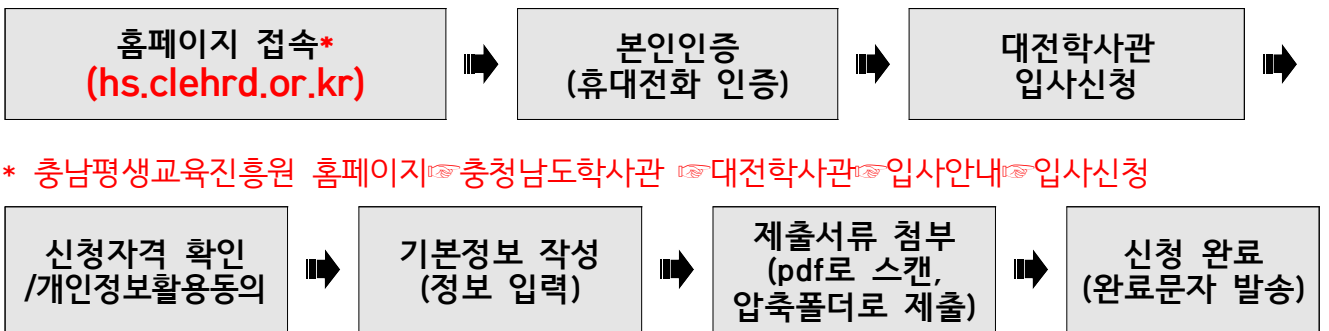 홈페이지 접속*
(hs.clehrd.or.kr)
본인인증
(휴대전화 인증)
대전학사관
입사신청
* 충남평생교육진흥원 홈페이지☞충청남도학사관 ☞대전학사관☞입사안내☞입사신청
신청자격 확인
/개인정보활용동의
기본정보 작성
(정보 입력)
제출서류 첨부
(pdf로 스캔,
압축폴더로 제출)
신청 완료
(완료문자 발송)